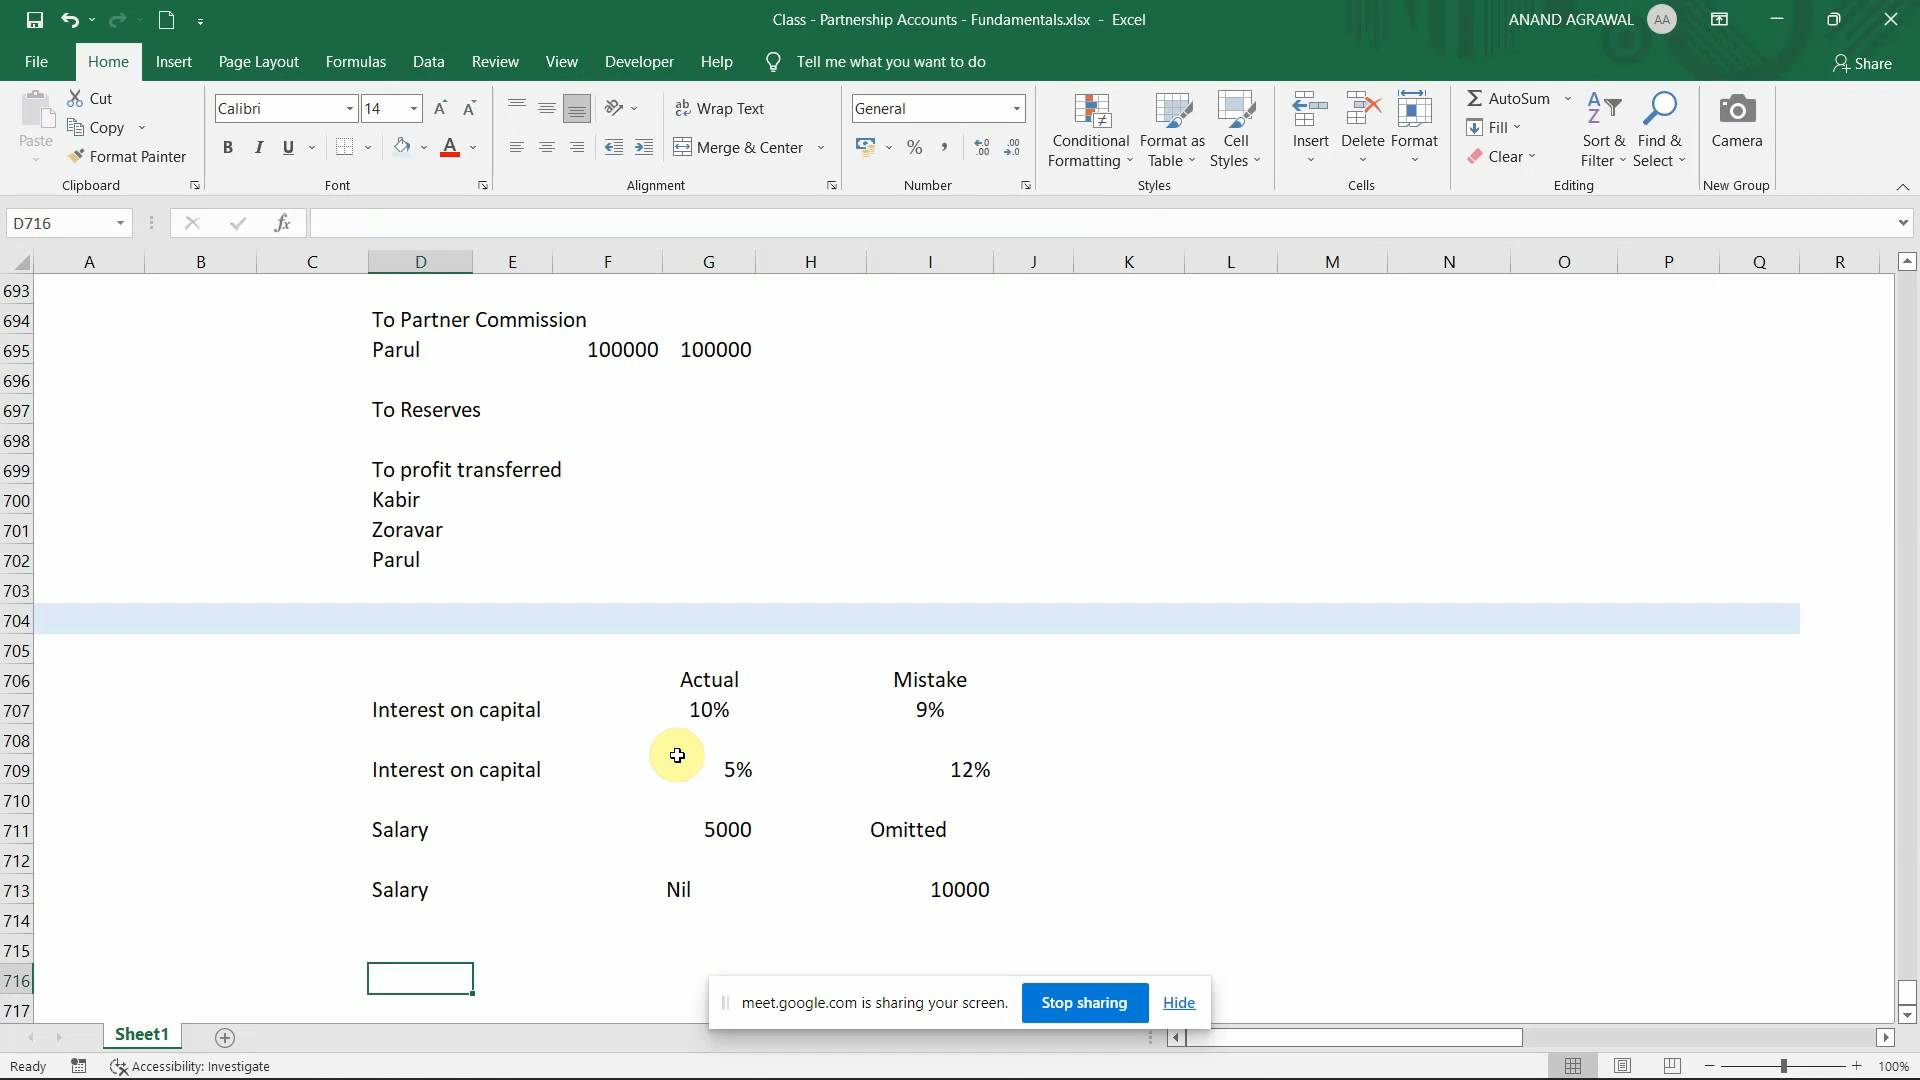 Class - Partnership Accounts - Fundamentals.xlsx - Excel
ANAND AGRAWAL AA
File Home Insert Page Layout Formulas Data Review View Developer Help Tell me what you want to do Share
Paste Cut Copy Format Painter Clipboard
Calibri 14 A A B I U A Font
ab Wrap Text Merge & Center Alignment
General % , Number
Conditional Formatting Format as Table Cell Styles Styles
Insert Delete Format Cells
AutoSum Fill Clear Sort & Filter Find & Select Editing
Camera New Group
D716 fx
A B C D E F G H I J K L M N O P Q R
693
694 To Partner Commission
695 Parul 100000 100000
696
697 To Reserves
698
699 To profit transferred
700 Kabir
701 Zoravar
702 Parul
703
704
705
706 Actual Mistake
707 Interest on capital 10% 9%
708
709 Interest on capital 5% 12%
710
711 Salary 5000 Omitted
712
713 Salary Nil 10000
714
715
716
717
meet.google.com is sharing your screen. Stop sharing Hide
Sheet1
Ready Accessibility: Investigate 100%